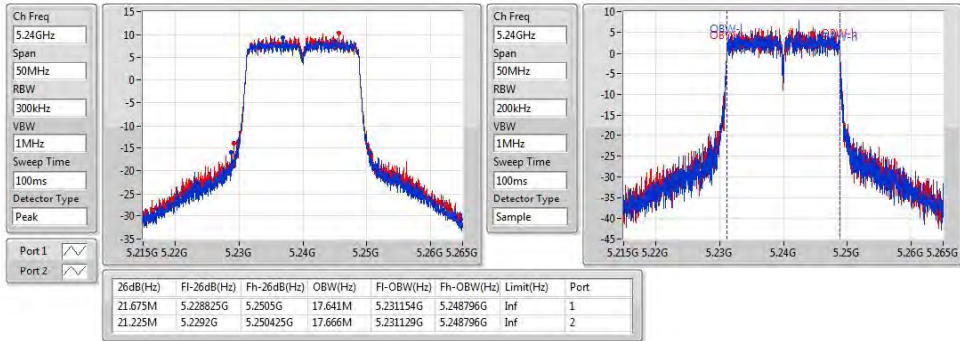 Ch Freq
5.24GHz
Span
50MHz
RBW
300kHz
VBW
1MHz
Sweep Time
100ms
Detector Type
Peak
Port 1
Port 2
15
10
5
0
-5
-10
-15
-20
-25
-30
-35
5.215G 5.22G 5.23G 5.24G 5.25G 5.26G 5.265G
Ch Freq
5.24GHz
Span
50MHz
RBW
200kHz
VBW
1MHz
Sweep Time
100ms
Detector Type
Sample
10
5
0
-5
-10
-15
-20
-25
-30
-35
-40
-45
5.215G 5.22G 5.23G 5.24G 5.25G 5.26G 5.265G
26dB(Hz) Fl-26dB(Hz) Fh-26dB(Hz) OBW(Hz) Fl-OBW(Hz) Fh-OBW(Hz) Limit(Hz) Port
21.675M 5.228825G 5.2505G 17.641M 5.231154G 5.248796G Inf 1
21.225M 5.2292G 5.250425G 17.666M 5.231129G 5.248796G Inf 2